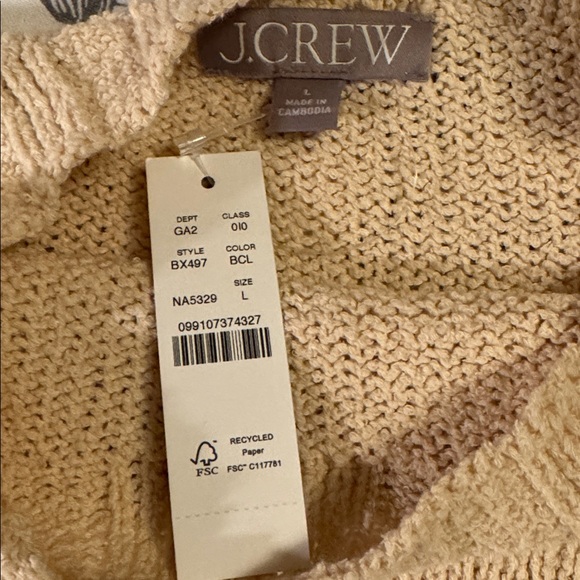 J.CREW
L
MADE IN
CAMBODIA
DEPT CLASS
GA2 010
STYLE COLOR
BX497 BCL
SIZE
NA5329 L
099107374327
FSC
RECYCLED
Paper
FSC™ C117781